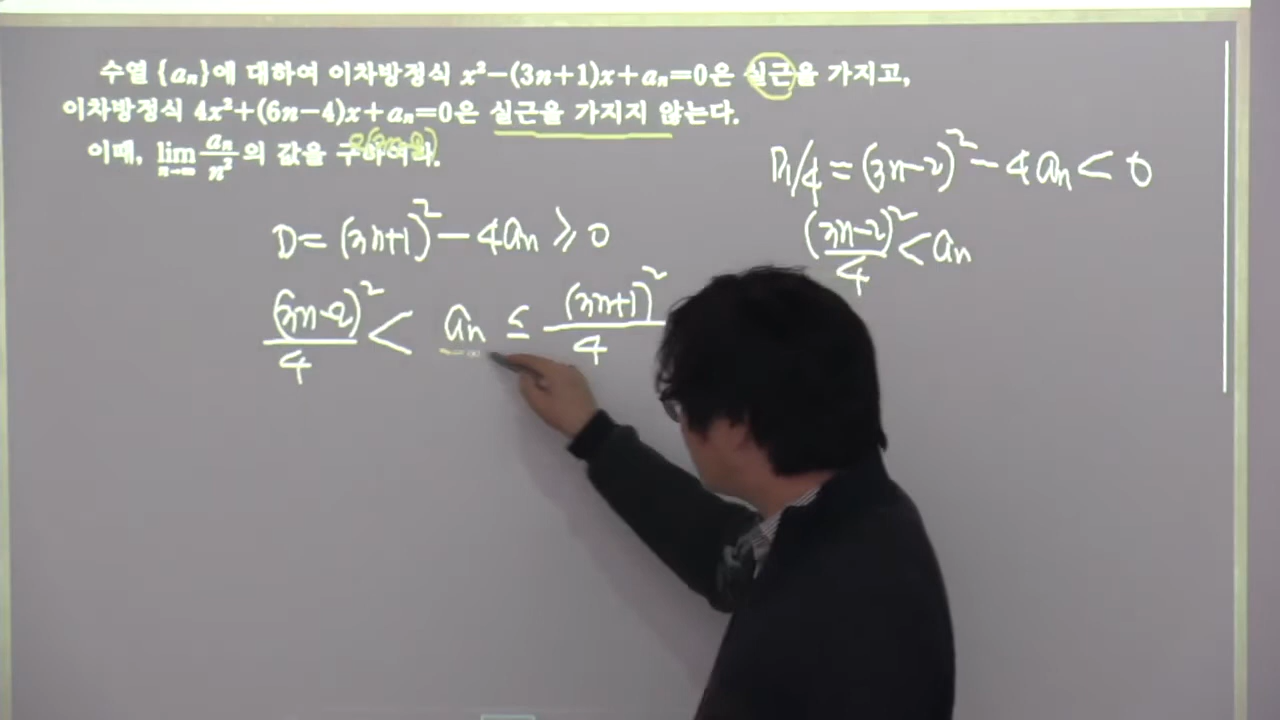 수열 {aₙ}에 대하여 이차방정식 x²−(3n+1)x+aₙ=0은 실근을 가지고,
이차방정식 4x²+(6n−4)x+aₙ=0은 실근을 가지지 않는다.
이때, lim n→∞ aₙ/n² 의 값을 구하여라.
D₁/4 = (3n−2)² − 4aₙ < 0
(3n−2)²/4 < aₙ
D = (3n+1)² − 4aₙ ≥ 0
(3n−2)²/4 < aₙ ≤ (3n+1)²/4